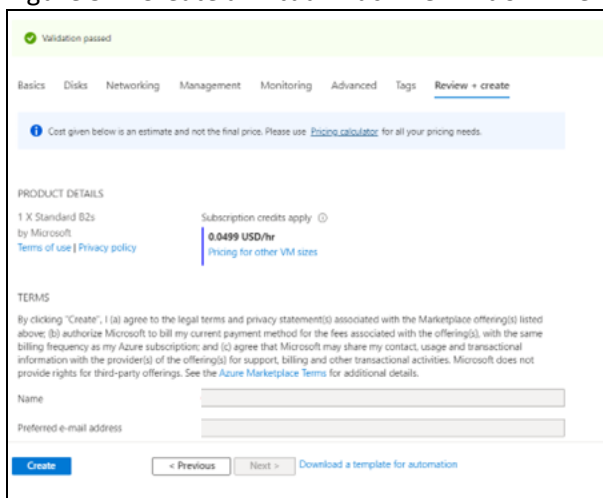 Validation passed
Basics Disks Networking Management Monitoring Advanced Tags Review + create
Cost given below is an estimate and not the final price. Please use Pricing calculator for all your pricing needs.
PRODUCT DETAILS
1 X Standard B2s
by Microsoft
Terms of use | Privacy policy
Subscription credits apply
0.0499 USD/hr
Pricing for other VM sizes
TERMS
By clicking "Create", I (a) agree to the legal terms and privacy statement(s) associated with the Marketplace offering(s) listed
above; (b) authorize Microsoft to bill my current payment method for the fees associated with the offering(s), with the same
billing frequency as my Azure subscription; and (c) agree that Microsoft may share my contact, usage and transactional
information with the provider(s) of the offering(s) for support, billing and other transactional activities. Microsoft does not
provide rights for third-party offerings. See the Azure Marketplace Terms for additional details.
Name
Preferred e-mail address
Create < Previous Next > Download a template for automation